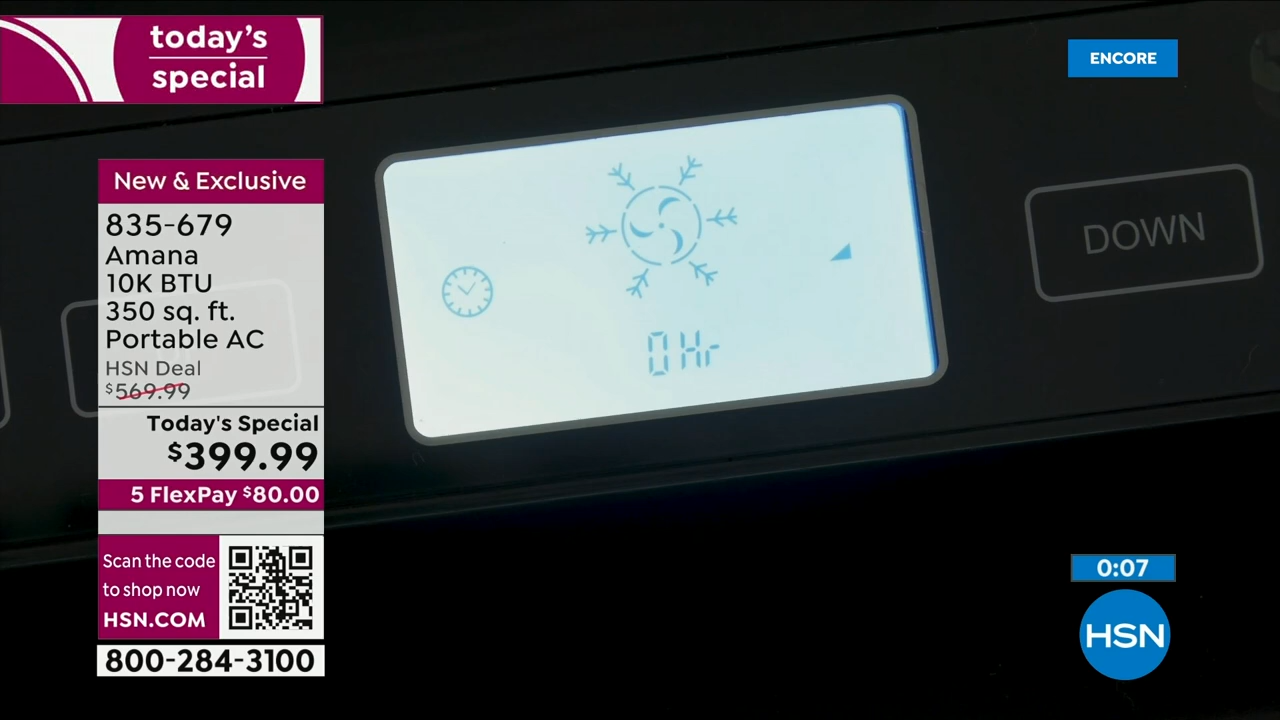 today's
special
ENCORE
New & Exclusive
835-679
Amana
10K BTU
350 sq. ft.
Portable AC
HSN Deal
$569.99
Today's Special
$399.99
5 FlexPay $80.00
Scan the code
to shop now
HSN.COM
800-284-3100
0 Hr
DOWN
0:07
HSN